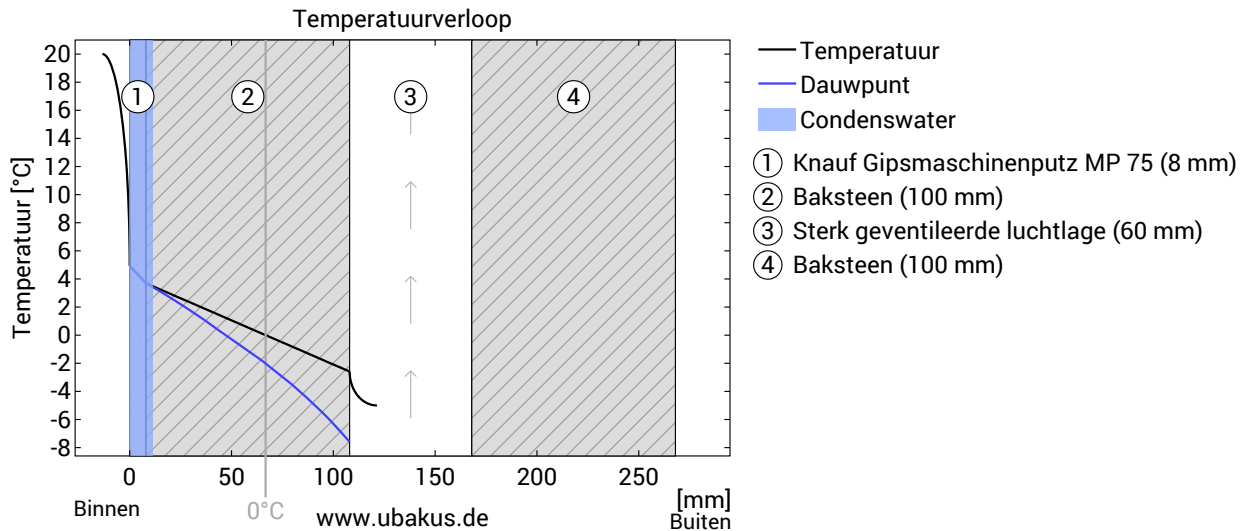 Temperatuurverloop
Temperatuur [°C]
20
18
16
14
12
10
8
6
4
2
0
-2
-4
-6
-8
1
2
3
4
0
50
100
150
200
250
[mm]
Binnen
0°C
www.ubakus.de
Buiten
Temperatuur
Dauwpunt
Condenswater
1 Knauf Gipsmaschinenputz MP 75 (8 mm)
2 Baksteen (100 mm)
3 Sterk geventileerde luchtlage (60 mm)
4 Baksteen (100 mm)